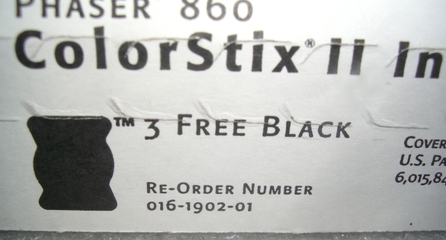 PHASER 860
ColorStix® II In
™ 3 FREE BLACK
COVER
U.S. PA
6,015,84
RE-ORDER NUMBER
016-1902-01